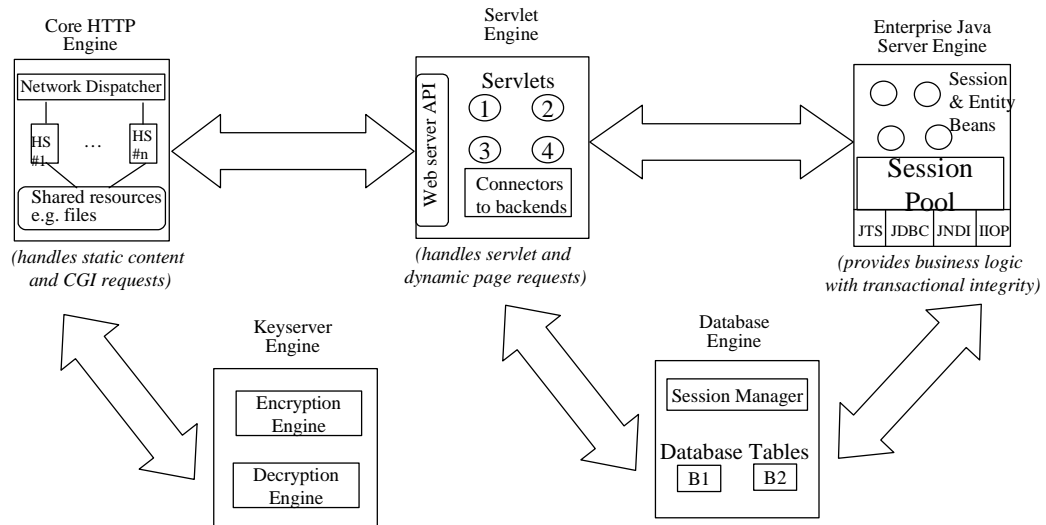 Core HTTP
Engine
Network Dispatcher
HS
#1
...
HS
#n
Shared resources
e.g. files
(handles static content
and CGI requests)
Servlet
Engine
Web server API
Servlets
1
2
3
4
Connectors
to backends
(handles servlet and
dynamic page requests)
Enterprise Java
Server Engine
Session
& Entity
Beans
Session
Pool
JTS
JDBC
JNDI
IIOP
(provides business logic
with transactional integrity)
Keyserver
Engine
Encryption
Engine
Decryption
Engine
Database
Engine
Session Manager
Database Tables
B1
B2